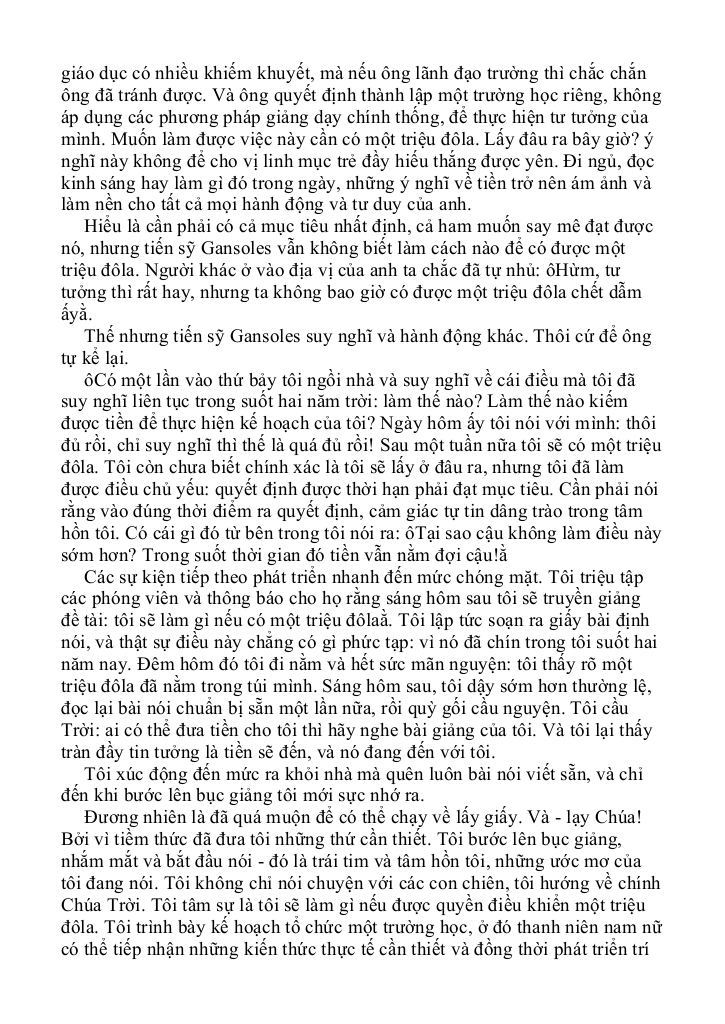 giáo dục có nhiều khiếm khuyết, mà nếu ông lãnh đạo trường thì chắc chắn
ông đã tránh được. Và ông quyết định thành lập một trường học riêng, không
áp dụng các phương pháp giảng dạy chính thống, để thực hiện tư tưởng của
mình. Muốn làm được việc này cần có một triệu đôla. Lấy đâu ra bây giờ? ý
nghĩ này không để cho vị linh mục trẻ đầy hiếu thắng được yên. Đi ngủ, đọc
kinh sáng hay làm gì đó trong ngày, những ý nghĩ về tiền trở nên ám ảnh và
làm nền cho tất cả mọi hành động và tư duy của anh.
Hiểu là cần phải có cả mục tiêu nhất định, cả ham muốn say mê đạt được
nó, nhưng tiến sỹ Gansoles vẫn không biết làm cách nào để có được một
triệu đôla. Người khác ở vào địa vị của anh ta chắc đã tự nhủ: ôHừm, tư
tưởng thì rất hay, nhưng ta không bao giờ có được một triệu đôla chết dẫm
ấyằ.
Thế nhưng tiến sỹ Gansoles suy nghĩ và hành động khác. Thôi cứ để ông
tự kể lại.
ôCó một lần vào thứ bảy tôi ngồi nhà và suy nghĩ về cái điều mà tôi đã
suy nghĩ liên tục trong suốt hai năm trời: làm thế nào? Làm thế nào kiếm
được tiền để thực hiện kế hoạch của tôi? Ngày hôm ấy tôi nói với mình: thôi
đủ rồi, chỉ suy nghĩ thì thế là quá đủ rồi! Sau một tuần nữa tôi sẽ có một triệu
đôla. Tôi còn chưa biết chính xác là tôi sẽ lấy ở đâu ra, nhưng tôi đã làm
được điều chủ yếu: quyết định được thời hạn phải đạt mục tiêu. Cần phải nói
rằng vào đúng thời điểm ra quyết định, cảm giác tự tin dâng trào trong tâm
hồn tôi. Có cái gì đó từ bên trong tôi nói ra: ôTại sao cậu không làm điều này
sớm hơn? Trong suốt thời gian đó tiền vẫn nằm đợi cậu!ằ
Các sự kiện tiếp theo phát triển nhanh đến mức chóng mặt. Tôi triệu tập
các phóng viên và thông báo cho họ rằng sáng hôm sau tôi sẽ truyền giảng
đề tài: tôi sẽ làm gì nếu có một triệu đôlaằ. Tôi lập tức soạn ra giấy bài định
nói, và thật sự điều này chẳng có gì phức tạp: vì nó đã chín trong tôi suốt hai
năm nay. Đêm hôm đó tôi đi nằm và hết sức mãn nguyện: tôi thấy rõ một
triệu đôla đã nằm trong túi mình. Sáng hôm sau, tôi dậy sớm hơn thường lệ,
đọc lại bài nói chuẩn bị sẵn một lần nữa, rồi quỳ gối cầu nguyện. Tôi cầu
Trời: ai có thể đưa tiền cho tôi thì hãy nghe bài giảng của tôi. Và tôi lại thấy
tràn đầy tin tưởng là tiền sẽ đến, và nó đang đến với tôi.
Tôi xúc động đến mức ra khỏi nhà mà quên luôn bài nói viết sẵn, và chỉ
đến khi bước lên bục giảng tôi mới sực nhớ ra.
Đương nhiên là đã quá muộn để có thể chạy về lấy giấy. Và - lạy Chúa!
Bởi vì tiềm thức đã đưa tôi những thứ cần thiết. Tôi bước lên bục giảng,
nhắm mắt và bắt đầu nói - đó là trái tim và tâm hồn tôi, những ước mơ của
tôi đang nói. Tôi không chỉ nói chuyện với các con chiên, tôi hướng về chính
Chúa Trời. Tôi tâm sự là tôi sẽ làm gì nếu được quyền điều khiển một triệu
đôla. Tôi trình bày kế hoạch tổ chức một trường học, ở đó thanh niên nam nữ
có thể tiếp nhận những kiến thức thực tế cần thiết và đồng thời phát triển trí